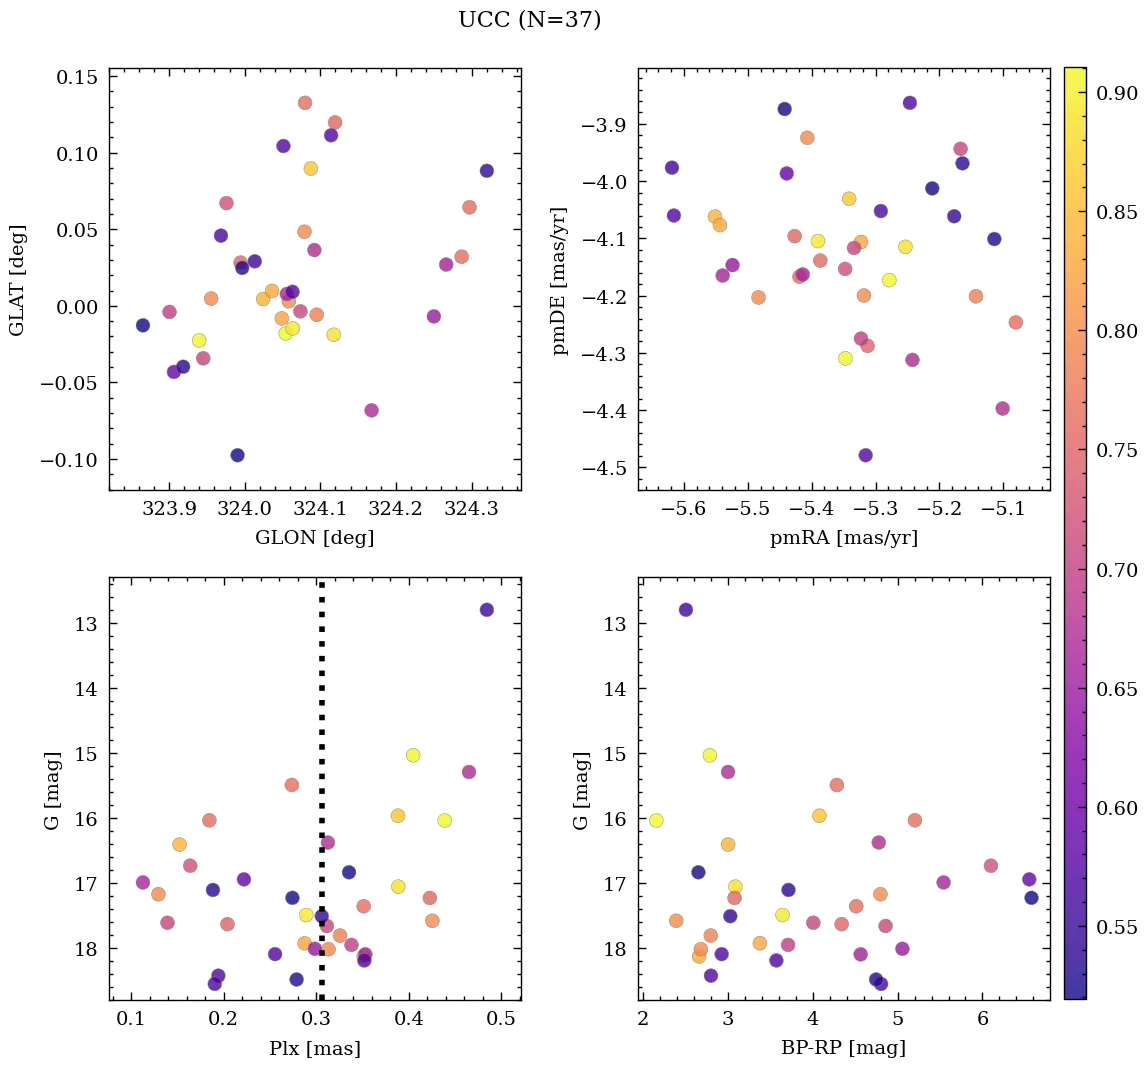 UCC (N=37)
0.15
0.10
0.05
0.00
−0.05
−0.10
GLAT [deg]
323.9 324.0 324.1 324.2 324.3
GLON [deg]
−3.9
−4.0
−4.1
−4.2
−4.3
−4.4
−4.5
pmDE [mas/yr]
−5.6 −5.5 −5.4 −5.3 −5.2 −5.1
pmRA [mas/yr]
13
14
15
16
17
18
G [mag]
0.1 0.2 0.3 0.4 0.5
Plx [mas]
13
14
15
16
17
18
G [mag]
2 3 4 5 6
BP-RP [mag]
0.90
0.85
0.80
0.75
0.70
0.65
0.60
0.55